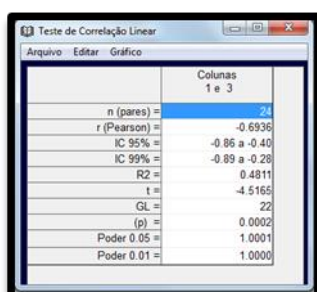 Teste de Correlação Linear
Arquivo Editar Gráfico
Colunas
1 e 3
n (pares) = 24
r (Pearson) = -0.6936
IC 95% = -0.86 a -0.40
IC 99% = -0.89 a -0.28
R2 = 0.4811
t = -4.5165
GL = 22
(p) = 0.0002
Poder 0.05 = 1.0001
Poder 0.01 = 1.0000